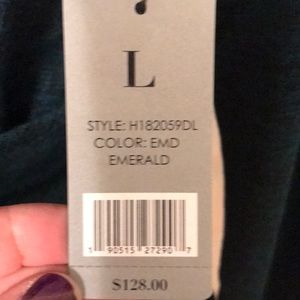 L
STYLE: H182059DL
COLOR: EMD
EMERALD
1 90515 27290 7
$128.00